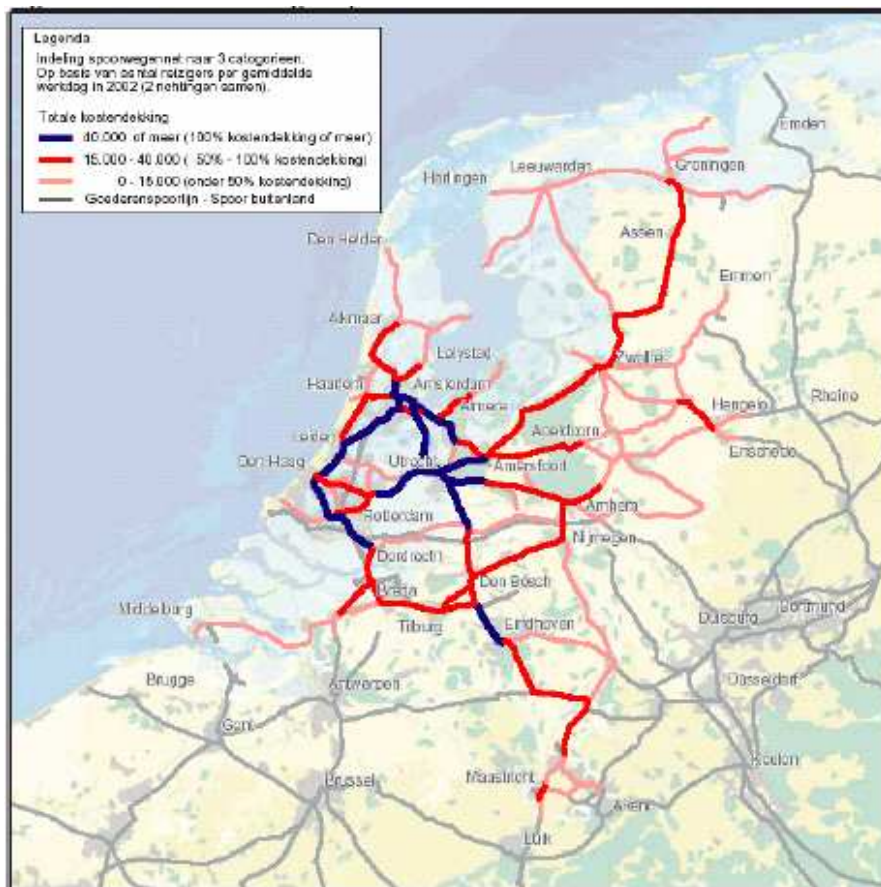 Legenda
Indeling spoorwegennet naar 3 categorieen.
Op basis van aantal reizigers per gemiddelde
werkdag in 2002 (2 richtingen samen).
Totale kostendekking
40.000 of meer (100% kostendekking of meer)
15.000 - 40.000 ( 50% - 100% kostendekking)
0 - 15.000 (onder 50% kostendekking)
Goederenspoorlijn - Spoor buitenland
Emden
Groningen
Leeuwarden
Harlingen
Assen
Den Helder
Emmen
Alkmaar
Lelystad
Zwolle
Haarlem
Amsterdam
Almere
Rheine
Hengelo
Apeldoorn
Leiden
Enschede
Den Haag
Utrecht
Amersfoort
Arnhem
Rotterdam
Nijmegen
Dordrecht
Den Bosch
Breda
Middelburg
Tilburg
Eindhoven
Dortmund
Duisburg
Brugge
Antwerpen
Düsseldorf
Gent
Keulen
Brussel
Maastricht
Aken
Luik